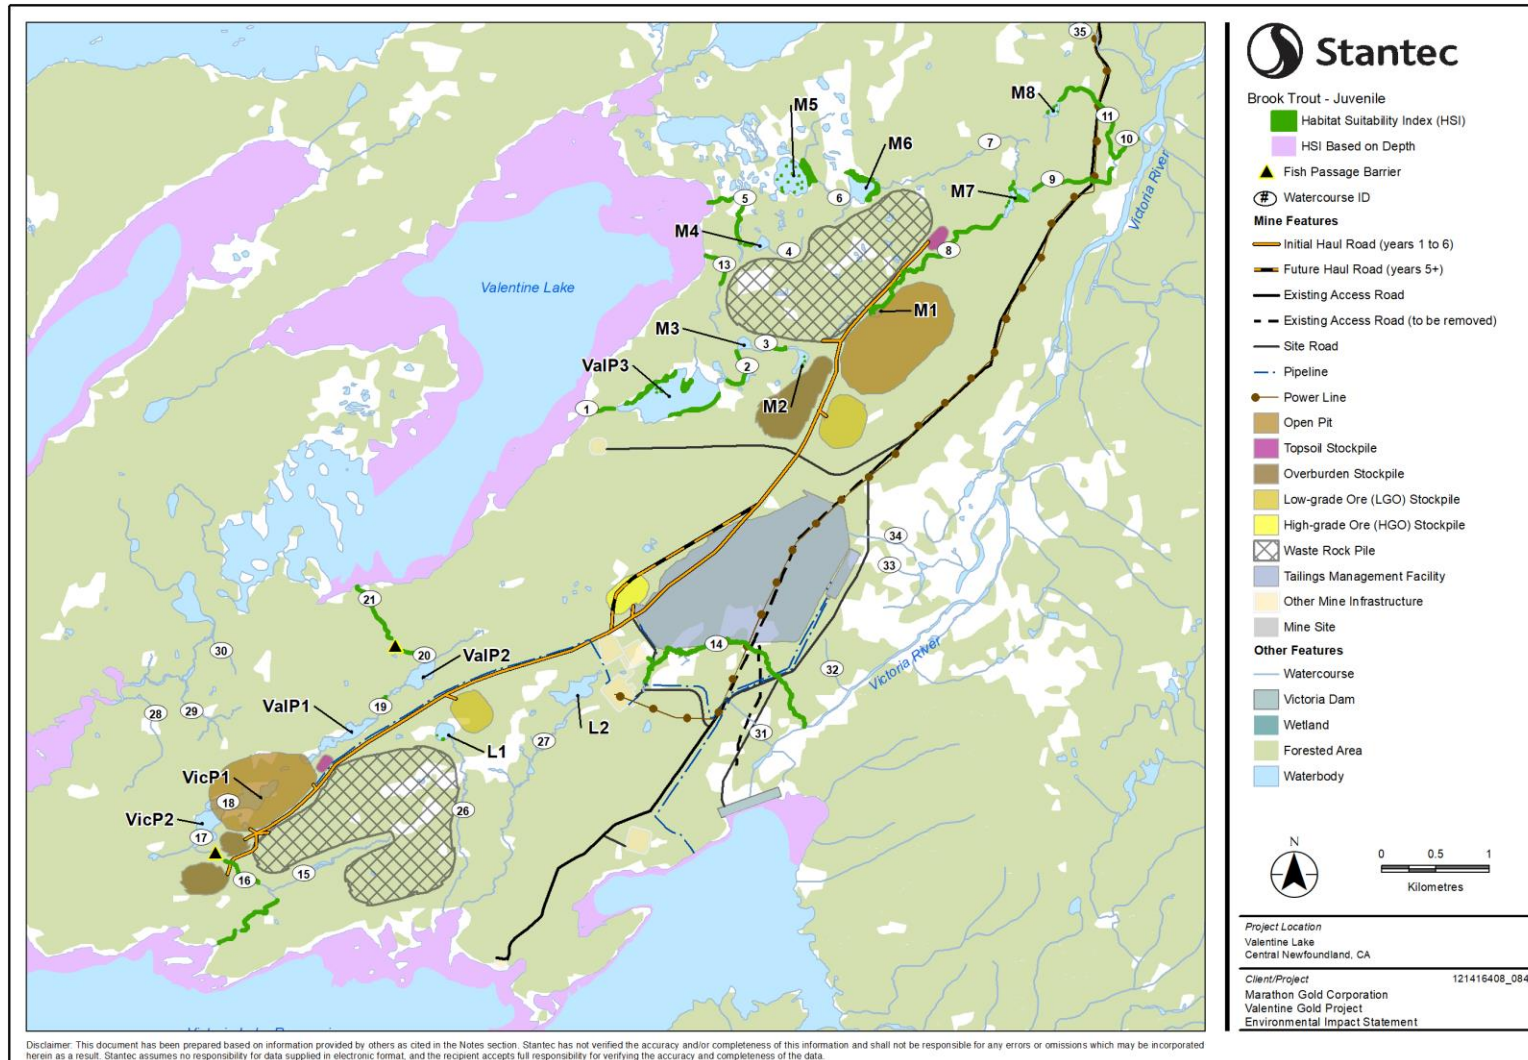 35
M8
M5
11
10
7
M6
9
Victoria River
M7
5
6
M4
4
8
13
Valentine Lake
M1
M3
3
ValP3
2
1
M2
34
33
21
14
20
30
ValP2
32
Victoria River
19
ValP1
28
29
L2
31
27
L1
VicP1
18
26
VicP2
17
15
16
Stantec
Brook Trout - Juvenile
Habitat Suitability Index (HSI)
HSI Based on Depth
Fish Passage Barrier
# Watercourse ID
Mine Features
Initial Haul Road (years 1 to 6)
Future Haul Road (years 5+)
Existing Access Road
Existing Access Road (to be removed)
Site Road
Pipeline
Power Line
Open Pit
Topsoil Stockpile
Overburden Stockpile
Low-grade Ore (LGO) Stockpile
High-grade Ore (HGO) Stockpile
Waste Rock Pile
Tailings Management Facility
Other Mine Infrastructure
Mine Site
Other Features
Watercourse
Victoria Dam
Wetland
Forested Area
Waterbody
N
0 0.5 1
Kilometres
Project Location
Valentine Lake
Central Newfoundland, CA
Client/Project 121416408_084
Marathon Gold Corporation
Valentine Gold Project
Environmental Impact Statement
Disclaimer: This document has been prepared based on information provided by others as cited in the Notes section. Stantec has not verified the accuracy and/or completeness of this information and shall not be responsible for any errors or omissions which may be incorporated
herein as a result. Stantec assumes no responsibility for data supplied in electronic format, and the recipient accepts full responsibility for verifying the accuracy and completeness of the data.